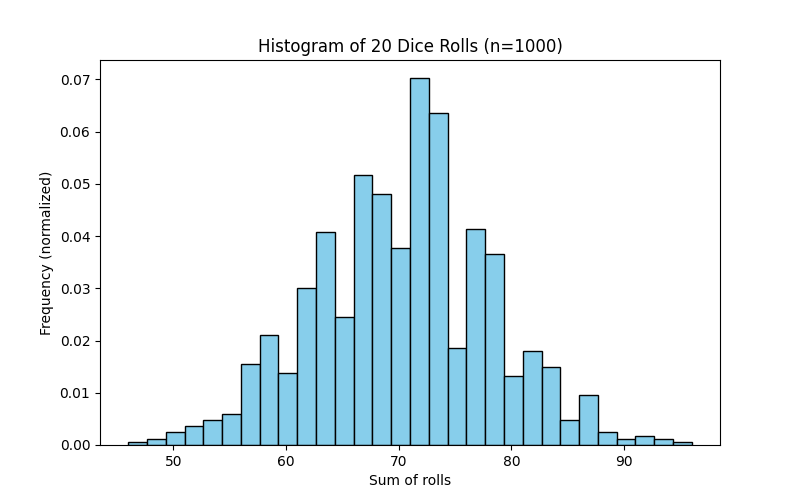 Histogram of 20 Dice Rolls (n=1000)
Frequency (normalized)
0.07
0.06
0.05
0.04
0.03
0.02
0.01
0.00
50 60 70 80 90
Sum of rolls